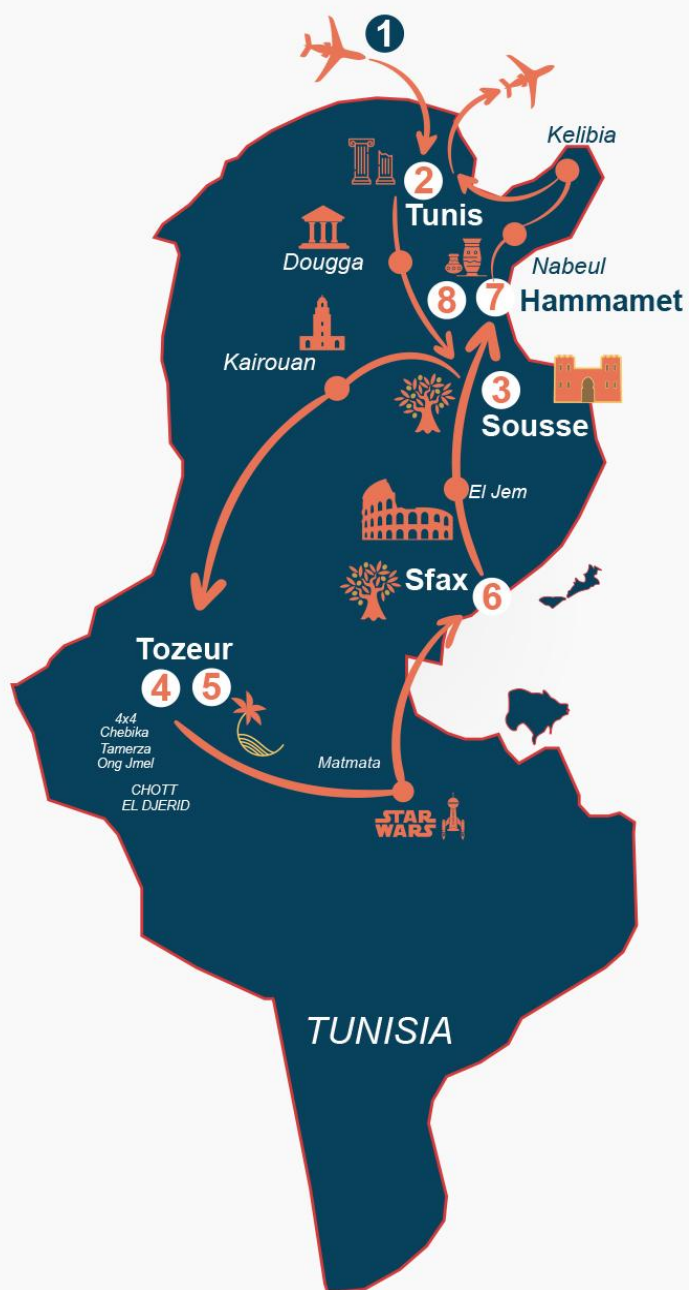 1
Kelibia
2
Tunis
Dougga
Nabeul
8 7 Hammamet
Kairouan
3
Sousse
El Jem
Sfax 6
Tozeur
4 5
4x4
Chebika
Tamerza
Ong Jmel
CHOTT
EL DJERID
Matmata
STAR
WARS
TUNISIA